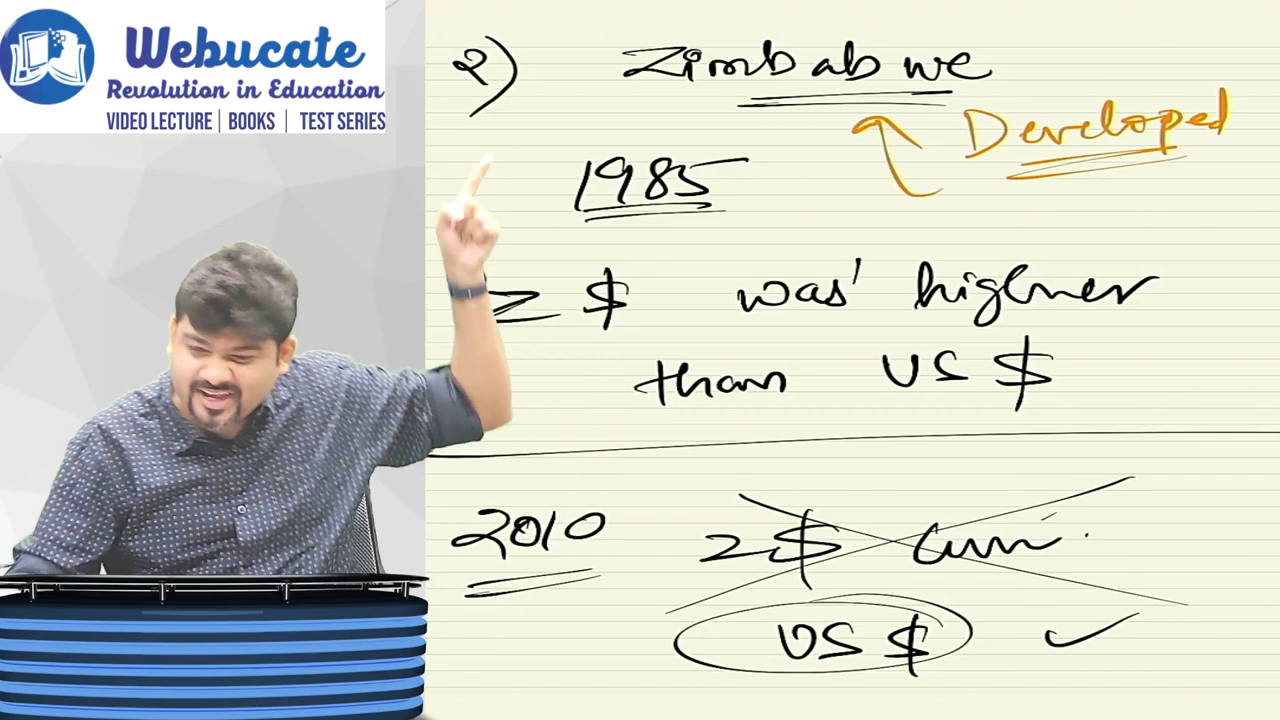 Webucate
Revolution in Education
VIDEO LECTURE | BOOKS | TEST SERIES
2) Zimbabwe
Developed
1985
Z $ was higher
than US $
2010 Z $
US $